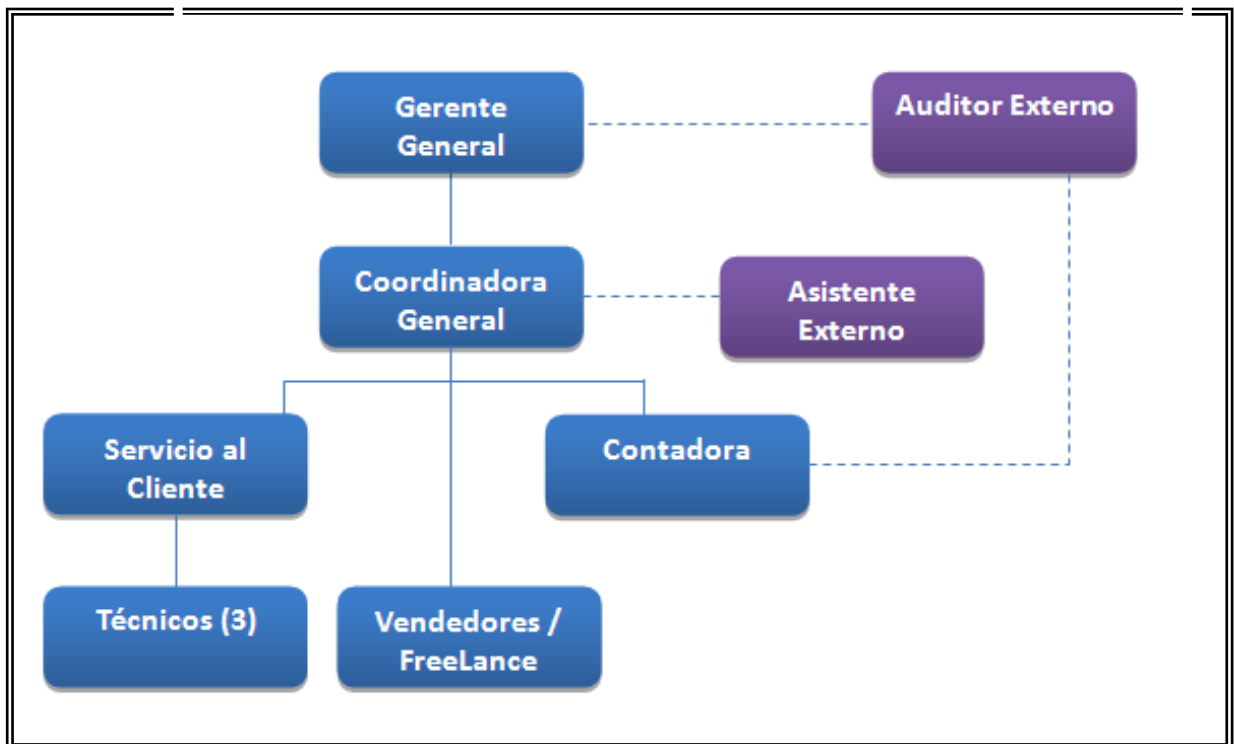 Gerente
General
Auditor Externo
Coordinadora
General
Asistente
Externo
Servicio al
Cliente
Contadora
Técnicos (3)
Vendedores /
FreeLance